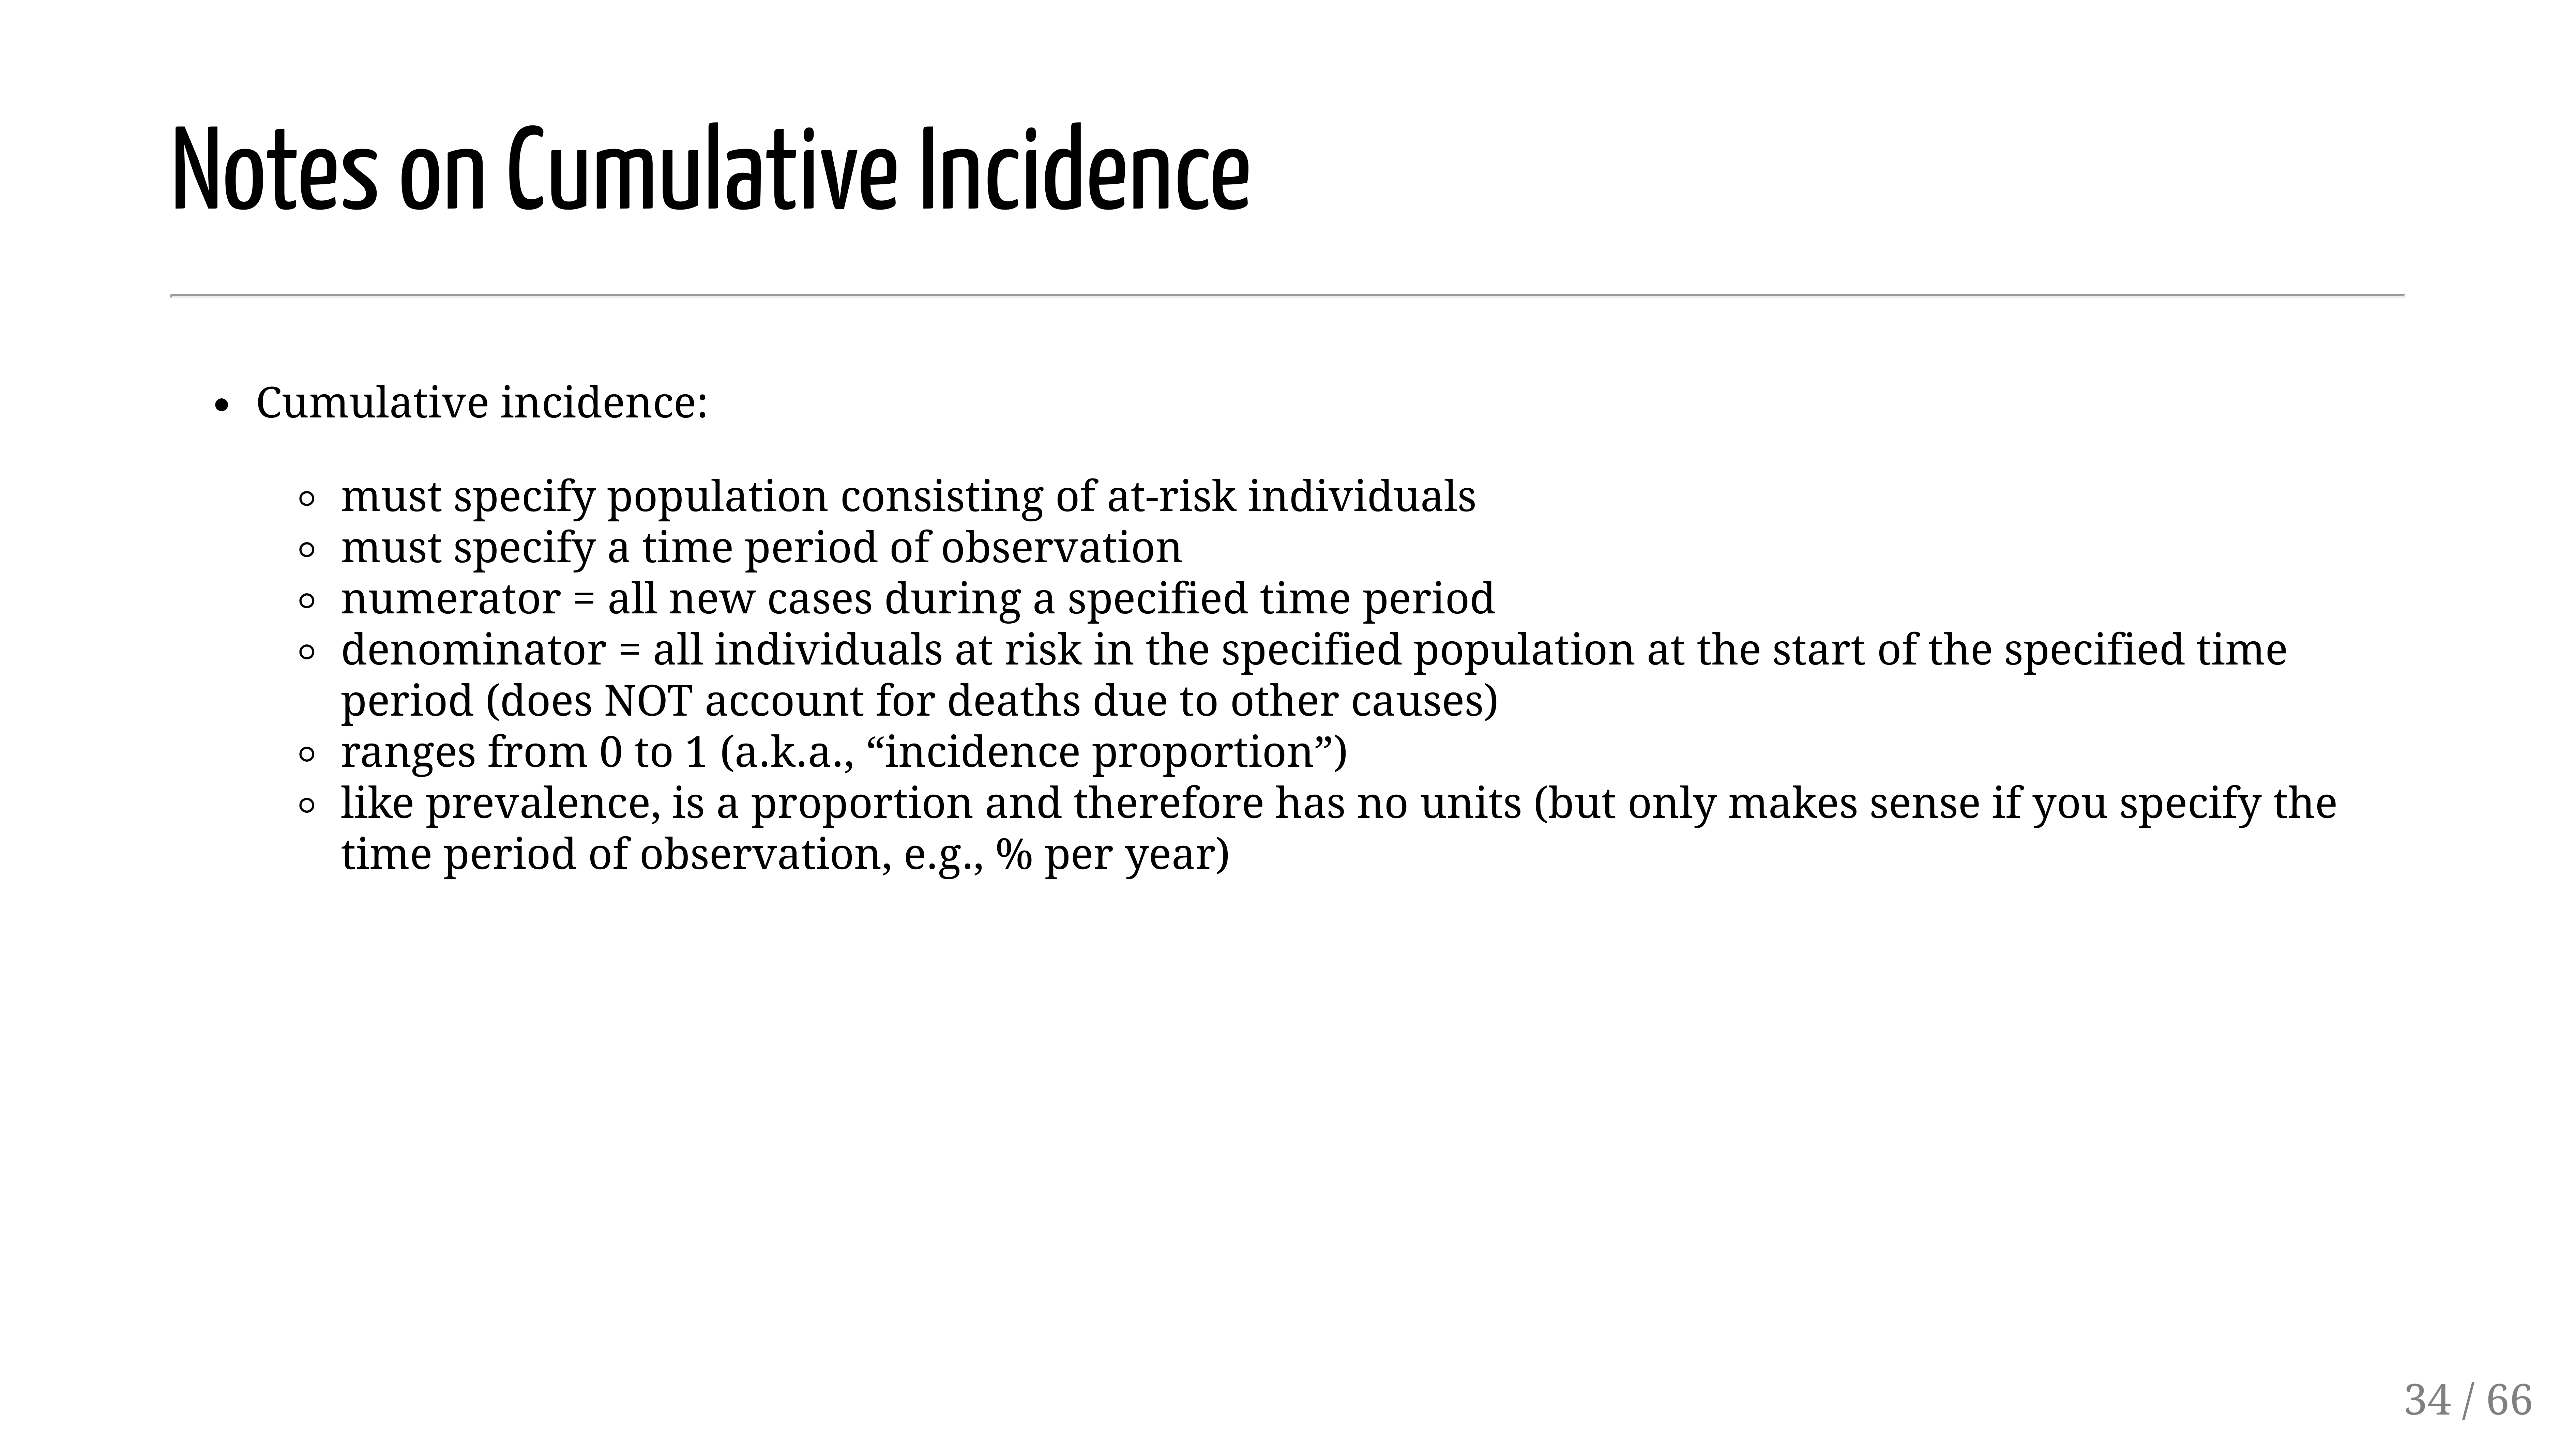 Notes on Cumulative Incidence
• Cumulative incidence:
◦ must specify population consisting of at-risk individuals
◦ must specify a time period of observation
◦ numerator = all new cases during a specified time period
◦ denominator = all individuals at risk in the specified population at the start of the specified time
period (does NOT account for deaths due to other causes)
◦ ranges from 0 to 1 (a.k.a., “incidence proportion”)
◦ like prevalence, is a proportion and therefore has no units (but only makes sense if you specify the
time period of observation, e.g., % per year)
34 / 66